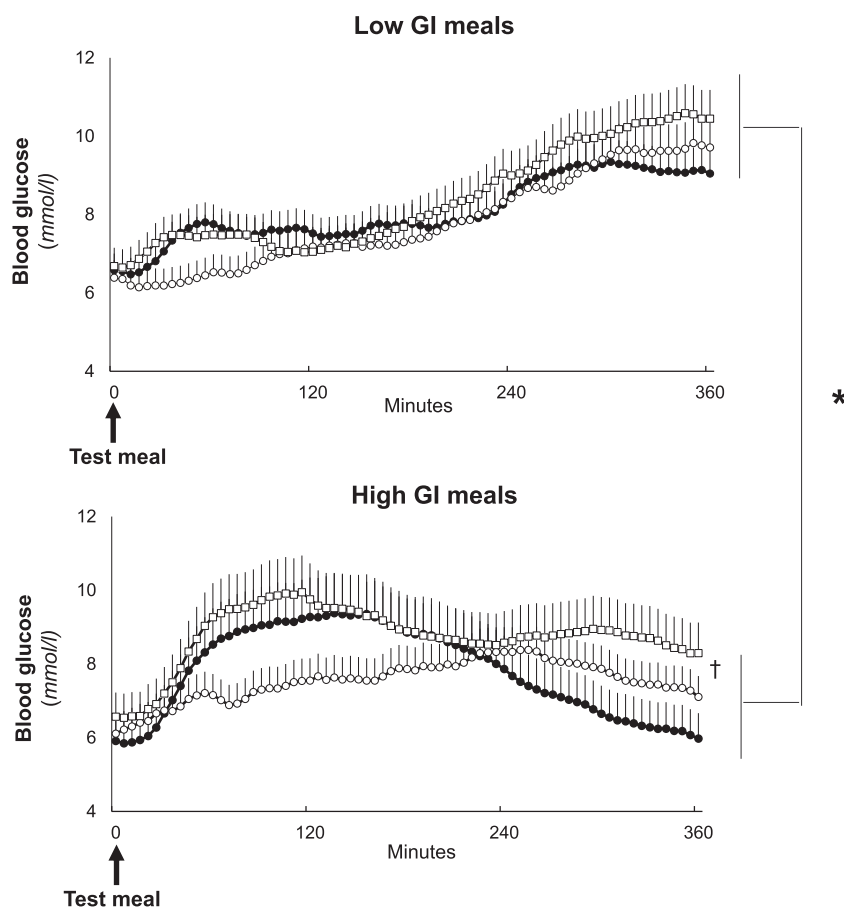 Low GI meals
12
10
8
6
4
Blood glucose
(mmol/l)
0
120
240
360
Minutes
Test meal
*
High GI meals
12
10
8
6
4
Blood glucose
(mmol/l)
†
0
120
240
360
Minutes
Test meal